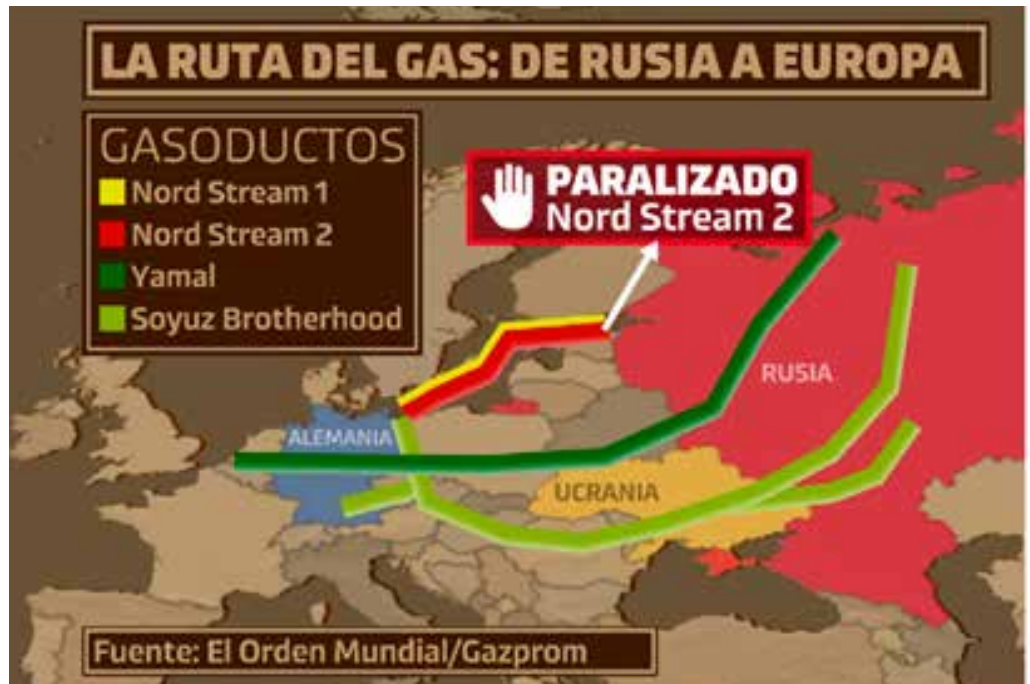 LA RUTA DEL GAS: DE RUSIA A EUROPA
GASODUCTOS
Nord Stream 1
Nord Stream 2
Yamal
Soyuz Brotherhood
PARALIZADO
Nord Stream 2
RUSIA
ALEMANIA
UCRANIA
Fuente: El Orden Mundial/Gazprom